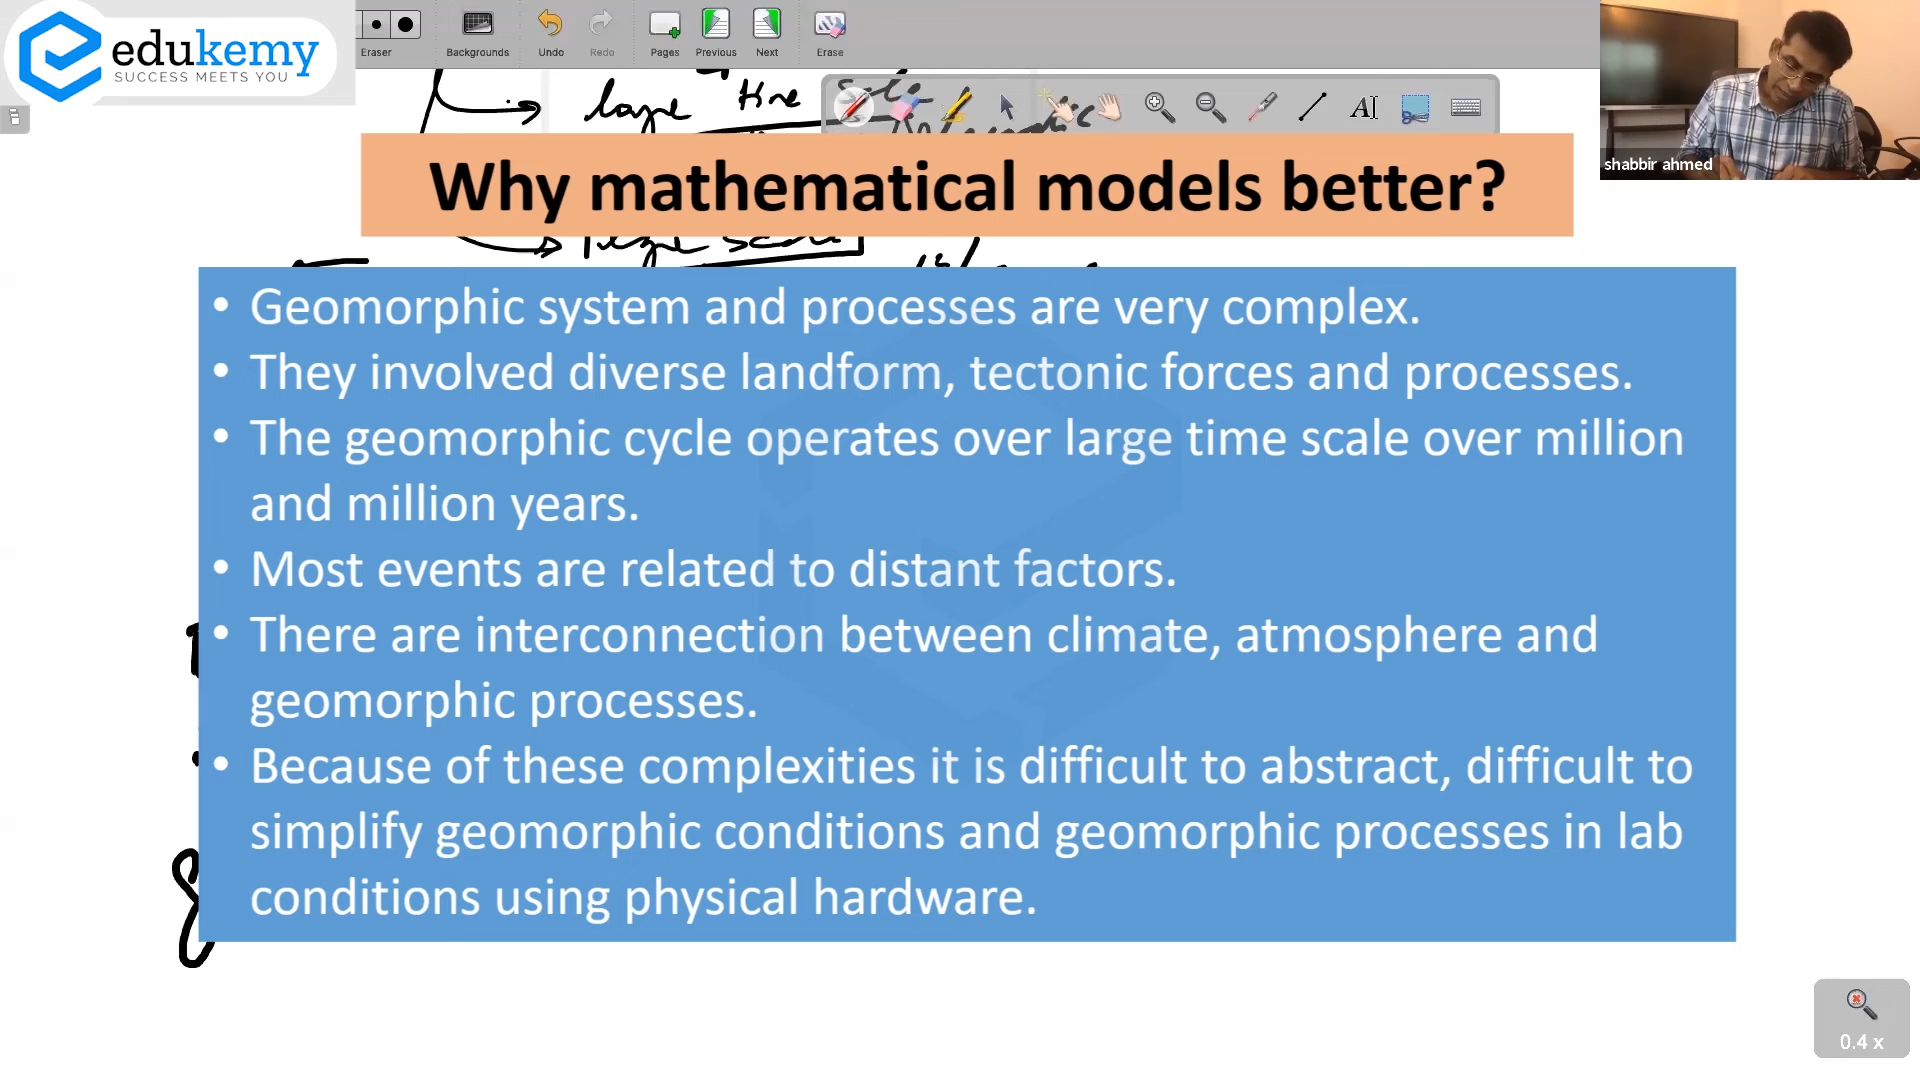 edukemy
SUCCESS MEETS YOU
Eraser
Backgrounds
Undo
Redo
Pages
Previous
Next
Erase
large time
shabbir ahmed
Why mathematical models better?
• Geomorphic system and processes are very complex.
• They involved diverse landform, tectonic forces and processes.
• The geomorphic cycle operates over large time scale over million
and million years.
• Most events are related to distant factors.
• There are interconnection between climate, atmosphere and
geomorphic processes.
• Because of these complexities it is difficult to abstract, difficult to
simplify geomorphic conditions and geomorphic processes in lab
conditions using physical hardware.
0.4 x